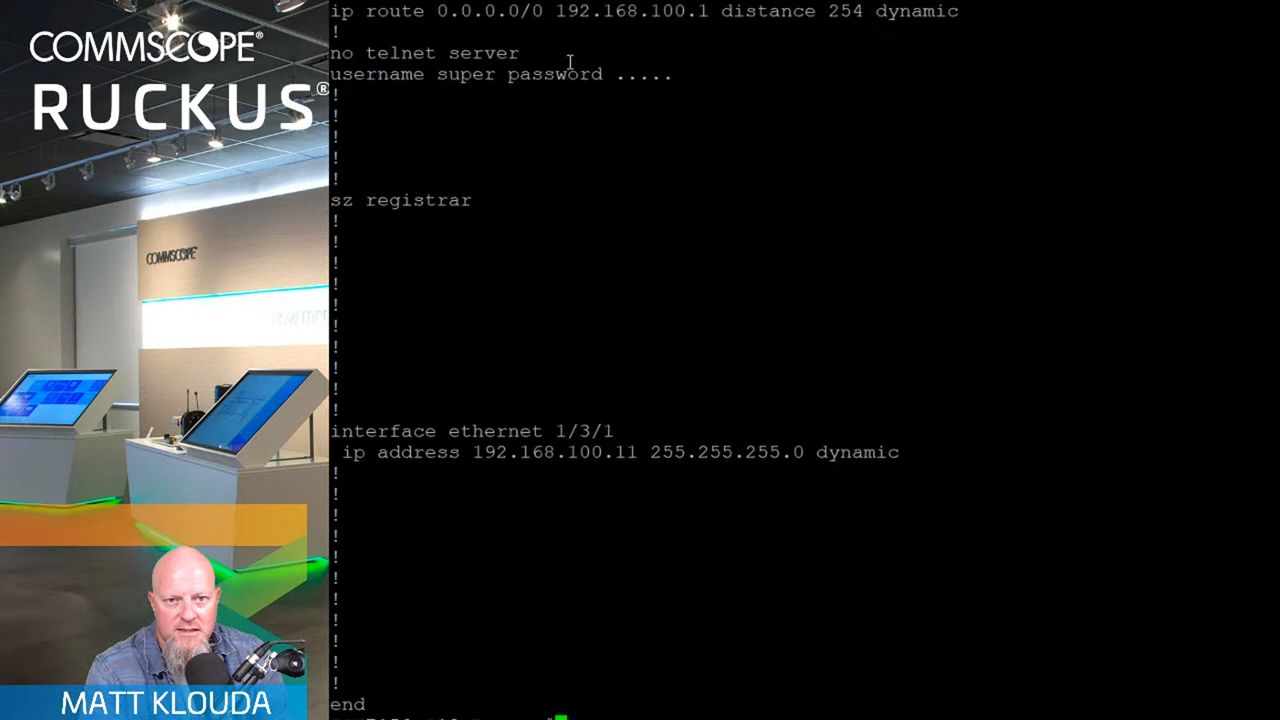 COMMSCOPE®
RUCKUS®
COMMSCOPE
MATT KLOUDA
ip route 0.0.0.0/0 192.168.100.1 distance 254 dynamic
!
no telnet server
username super password .....
!
!
!
!
!
sz registrar
!
!
!
!
!
!
!
!
!
!
interface ethernet 1/3/1
ip address 192.168.100.11 255.255.255.0 dynamic
!
!
!
!
!
!
!
!
!
!
!
end